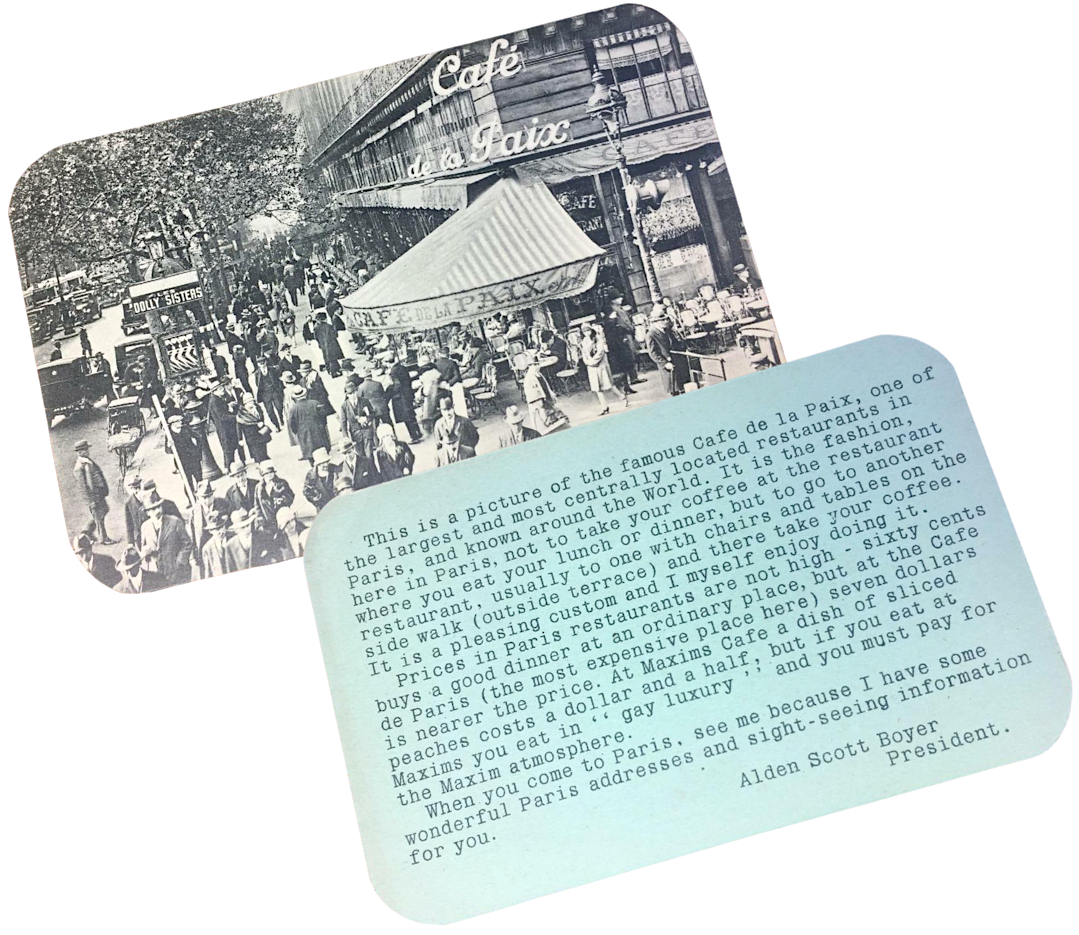 Café
de la Paix
CAFE
CAFE
DOLLY SISTERS
CAFE DE LA PAIX
This is a picture of the famous Cafe de la Paix, one of
the largest and most centrally located restaurants in
Paris, and known around the World. It is the fashion,
here in Paris, not to take your coffee at the restaurant
where you eat your lunch or dinner, but to go to another
restaurant, usually to one with chairs and tables on the
side walk (outside terrace) and there take your coffee.
It is a pleasing custom and I myself enjoy doing it.
Prices in Paris restaurants are not high - sixty cents
buys a good dinner at an ordinary place, but at the Cafe
de Paris (the most expensive place here) seven dollars
is nearer the price. At Maxims Cafe a dish of sliced
peaches costs a dollar and a half; but if you eat at
Maxims you eat in ‘‘ gay luxury ’’ and you must pay for
the Maxim atmosphere.
When you come to Paris, see me because I have some
wonderful Paris addresses and sight-seeing information
for you.
Alden Scott Boyer
President.